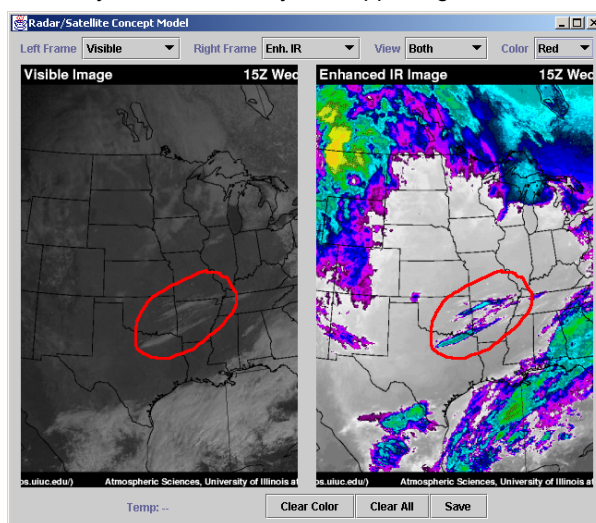 Radar/Satellite Concept Model
Left Frame Visible Right Frame Enh. IR View Both Color Red
Visible Image 15Z Wed
Enhanced IR Image 15Z Wed
os.uiuc.edu/) Atmospheric Sciences, University of Illinois at
os.uiuc.edu/) Atmospheric Sciences, University of Illinois at
Temp: -- Clear Color Clear All Save